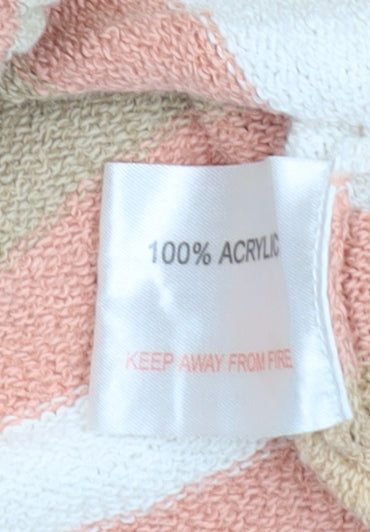 100% ACRYLIC
KEEP AWAY FROM FIRE